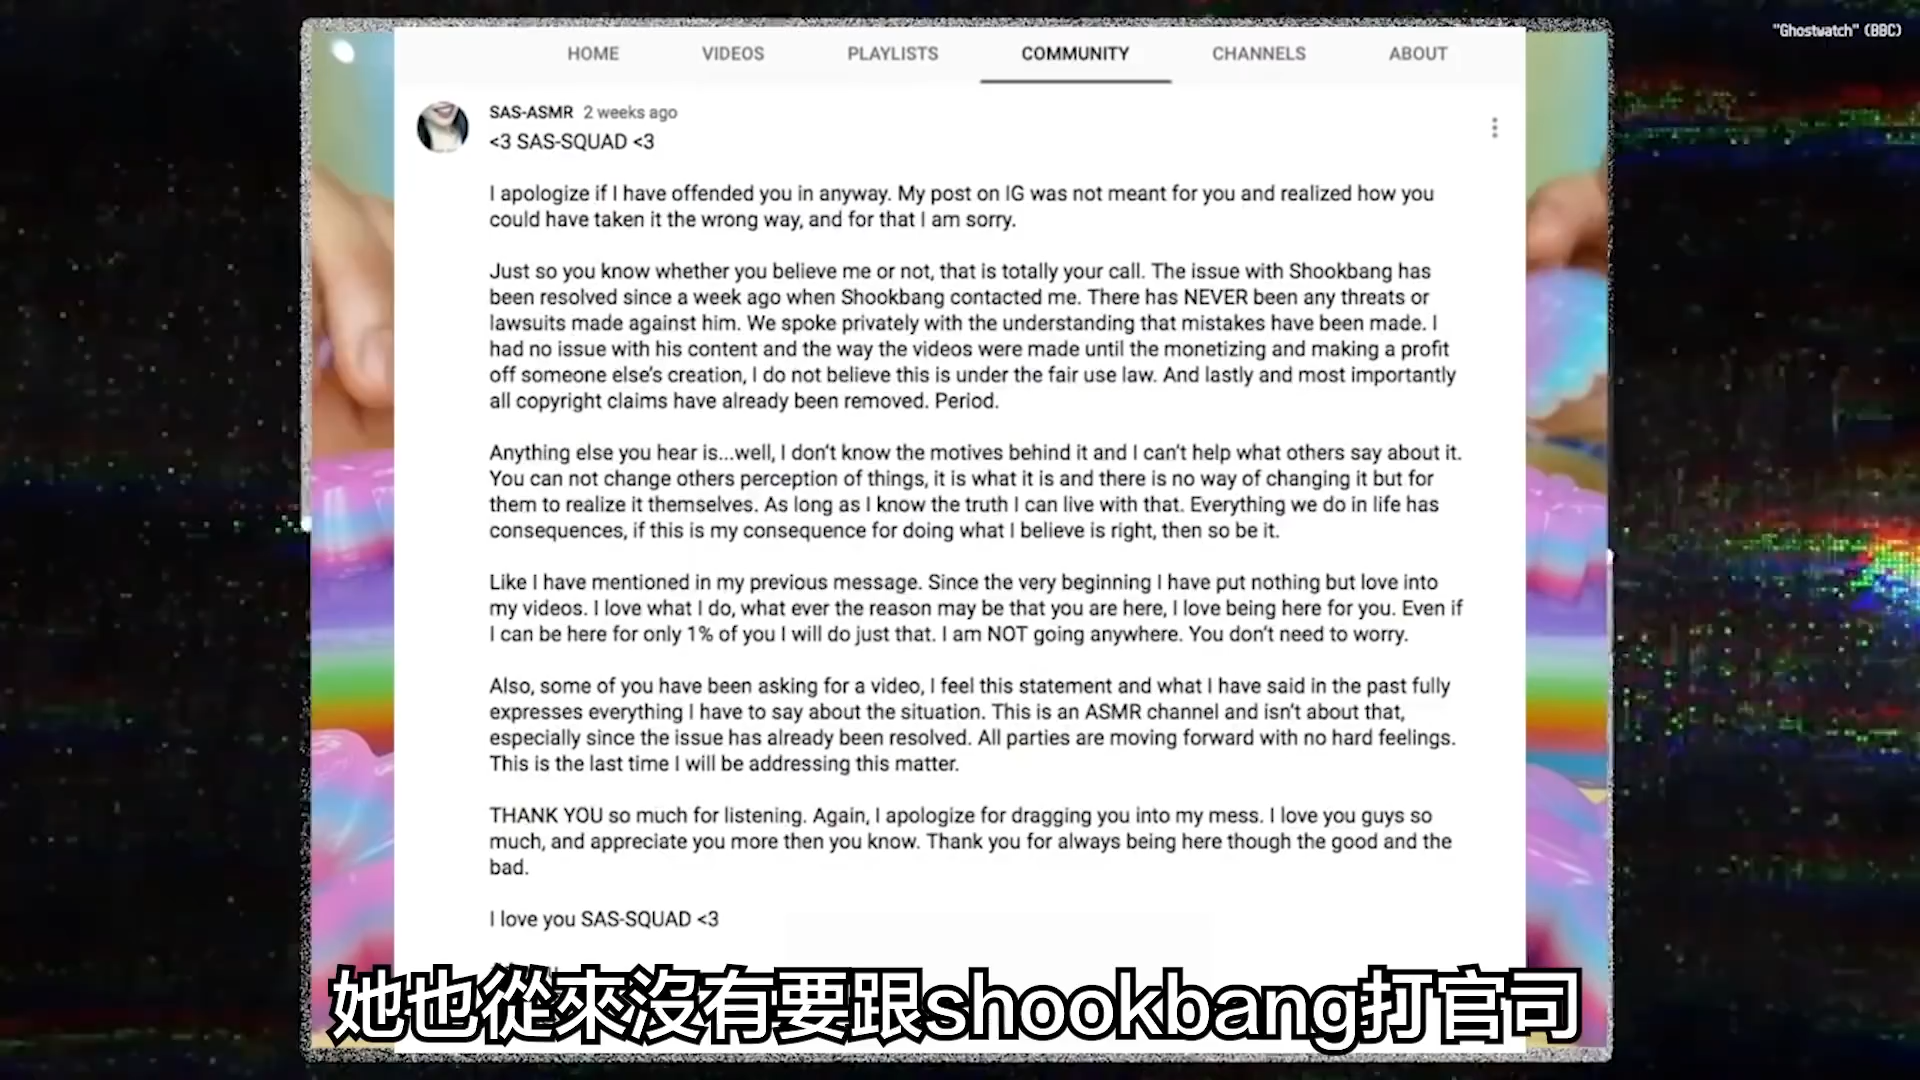 "Ghostwatch" (BBC)
HOME VIDEOS PLAYLISTS COMMUNITY CHANNELS ABOUT
SAS-ASMR 2 weeks ago
<3 SAS-SQUAD <3
I apologize if I have offended you in anyway. My post on IG was not meant for you and realized how you
could have taken it the wrong way, and for that I am sorry.
Just so you know whether you believe me or not, that is totally your call. The issue with Shookbang has
been resolved since a week ago when Shookbang contacted me. There has NEVER been any threats or
lawsuits made against him. We spoke privately with the understanding that mistakes have been made. I
had no issue with his content and the way the videos were made until the monetizing and making a profit
off someone else's creation, I do not believe this is under the fair use law. And lastly and most importantly
all copyright claims have already been removed. Period.
Anything else you hear is...well, I don't know the motives behind it and I can't help what others say about it.
You can not change others perception of things, it is what it is and there is no way of changing it but for
them to realize it themselves. As long as I know the truth I can live with that. Everything we do in life has
consequences, if this is my consequence for doing what I believe is right, then so be it.
Like I have mentioned in my previous message. Since the very beginning I have put nothing but love into
my videos. I love what I do, what ever the reason may be that you are here, I love being here for you. Even if
I can be here for only 1% of you I will do just that. I am NOT going anywhere. You don't need to worry.
Also, some of you have been asking for a video, I feel this statement and what I have said in the past fully
expresses everything I have to say about the situation. This is an ASMR channel and isn't about that,
especially since the issue has already been resolved. All parties are moving forward with no hard feelings.
This is the last time I will be addressing this matter.
THANK YOU so much for listening. Again, I apologize for dragging you into my mess. I love you guys so
much, and appreciate you more then you know. Thank you for always being here though the good and the
bad.
I love you SAS-SQUAD <3
她也從來沒有要跟shookbang打官司